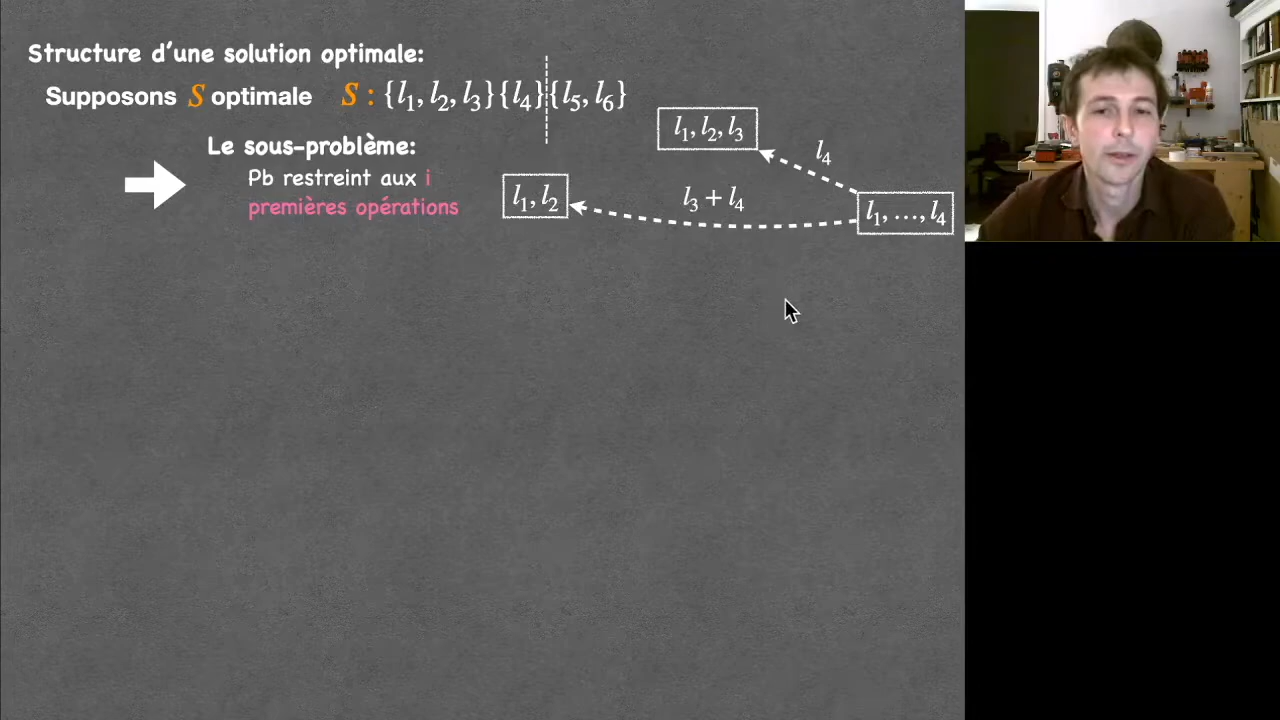 Structure d'une solution optimale:
Supposons S optimale S : {l₁, l₂, l₃}{l₄}{l₅, l₆}
l₁, l₂, l₃
l₄
Le sous-problème:
Pb restreint aux i
premières opérations
l₁, l₂
l₃ + l₄
l₁, …, l₄